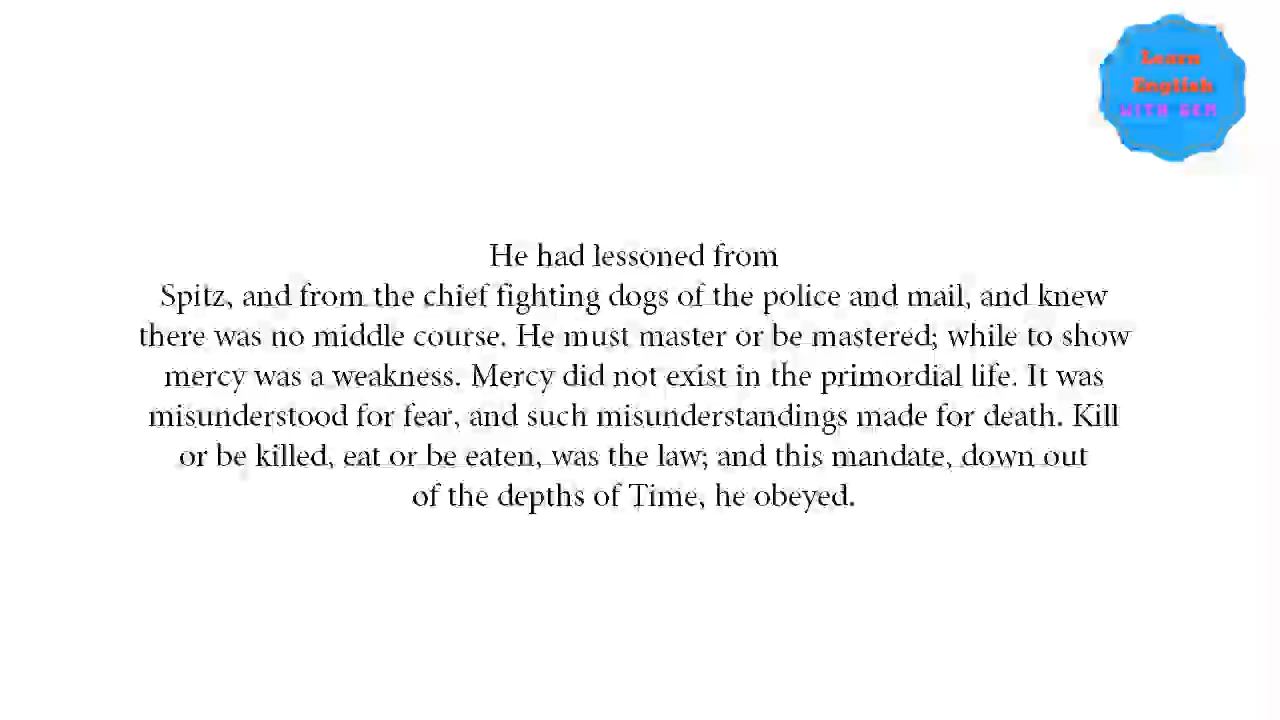 Learn
English
WITH GEM
He had lessoned from
Spitz, and from the chief fighting dogs of the police and mail, and knew
there was no middle course. He must master or be mastered; while to show
mercy was a weakness. Mercy did not exist in the primordial life. It was
misunderstood for fear, and such misunderstandings made for death. Kill
or be killed, eat or be eaten, was the law; and this mandate, down out
of the depths of Time, he obeyed.